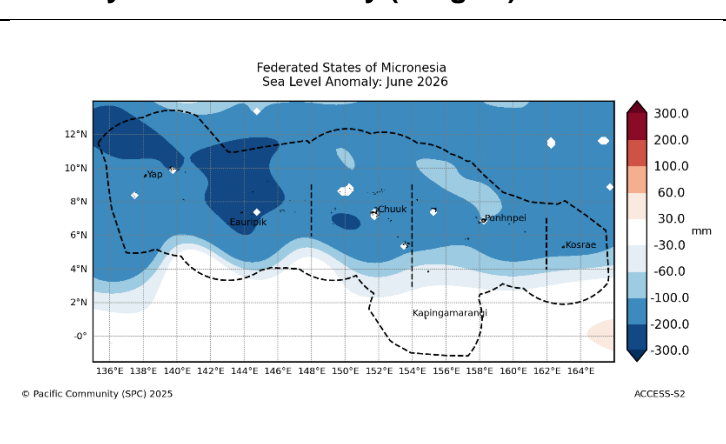 Federated States of Micronesia
Sea Level Anomaly: June 2026
12°N
10°N
8°N
6°N
4°N
2°N
-0°
Yap
Eauripik
Chuuk
Pohnpei
Kosrae
Kapingamarangi
136°E 138°E 140°E 142°E 144°E 146°E 148°E 150°E 152°E 154°E 156°E 158°E 160°E 162°E 164°E
300.0
200.0
100.0
60.0
30.0
-30.0
-60.0
-100.0
-200.0
-300.0
mm
© Pacific Community (SPC) 2025
ACCESS-S2